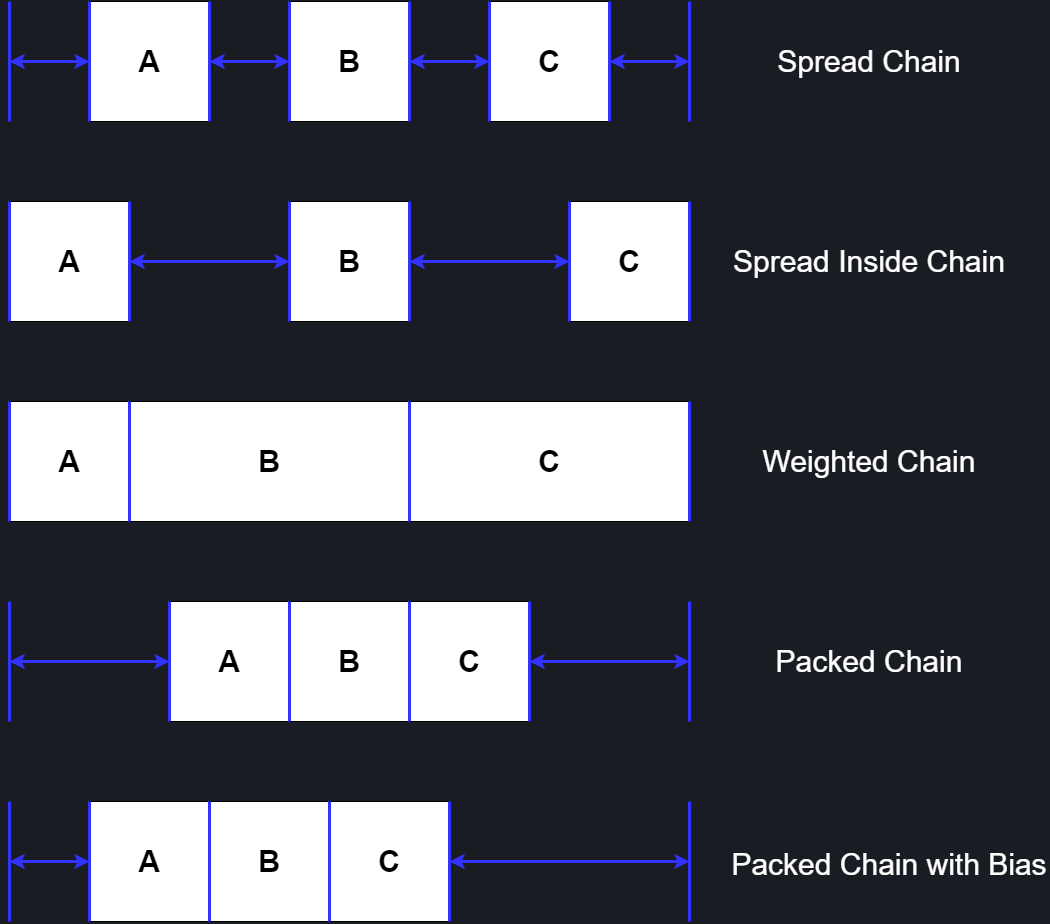 A B C Spread Chain
A B C Spread Inside Chain
A B C Weighted Chain
A B C Packed Chain
A B C Packed Chain with Bias